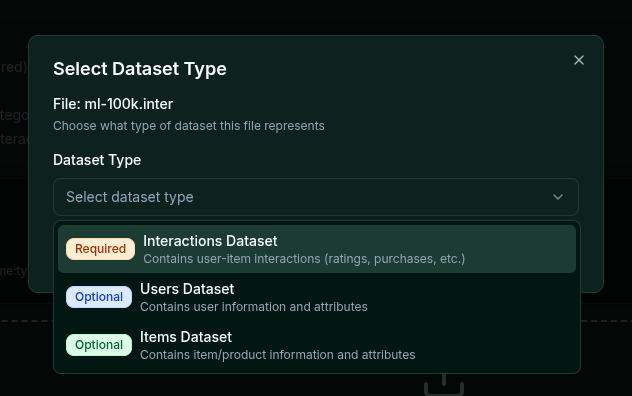 Select Dataset Type
File: ml-100k.inter
Choose what type of dataset this file represents
Dataset Type
Select dataset type
Required
Interactions Dataset
Contains user-item interactions (ratings, purchases, etc.)
Optional
Users Dataset
Contains user information and attributes
Optional
Items Dataset
Contains item/product information and attributes